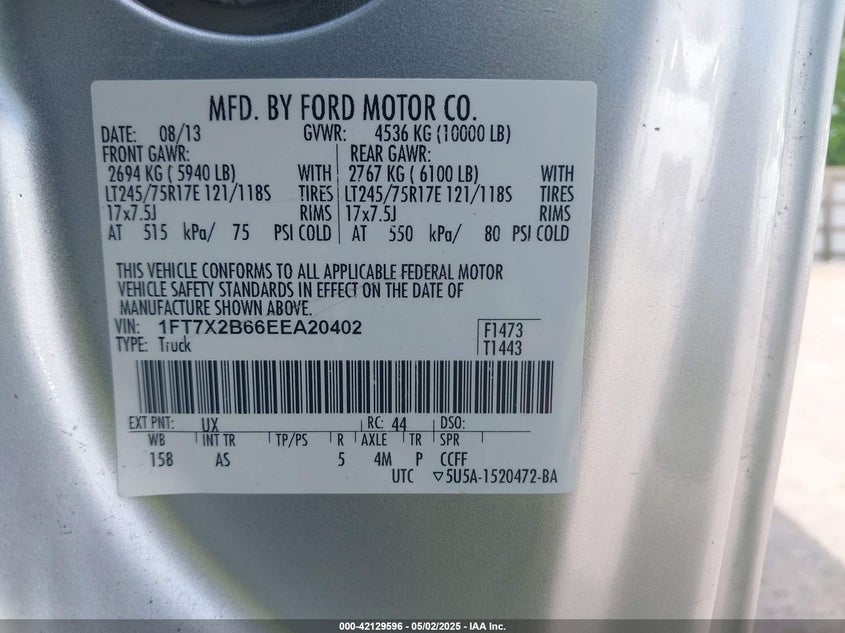 MFD. BY FORD MOTOR CO.
DATE: 08/13 GVWR: 4536 KG (10000 LB)
FRONT GAWR: REAR GAWR:
2694 KG ( 5940 LB) WITH 2767 KG ( 6100 LB) WITH
LT245/75R17E 121/118S TIRES LT245/75R17E 121/118S TIRES
17x7.5J RIMS 17x7.5J RIMS
AT 515 kPa/ 75 PSI COLD AT 550 kPa/ 80 PSI COLD
THIS VEHICLE CONFORMS TO ALL APPLICABLE FEDERAL MOTOR
VEHICLE SAFETY STANDARDS IN EFFECT ON THE DATE OF
MANUFACTURE SHOWN ABOVE.
VIN: 1FT7X2B66EEA20402 F1473
TYPE: Truck T1443
EXT PNT: UX RC: 44 DSO:
WB INT TR TP/PS R AXLE TR SPR
158 AS 5 4M P CCFF
UTC ▽5U5A-1520472-BA
000-42129596 - 05/02/2025 - IAA Inc.